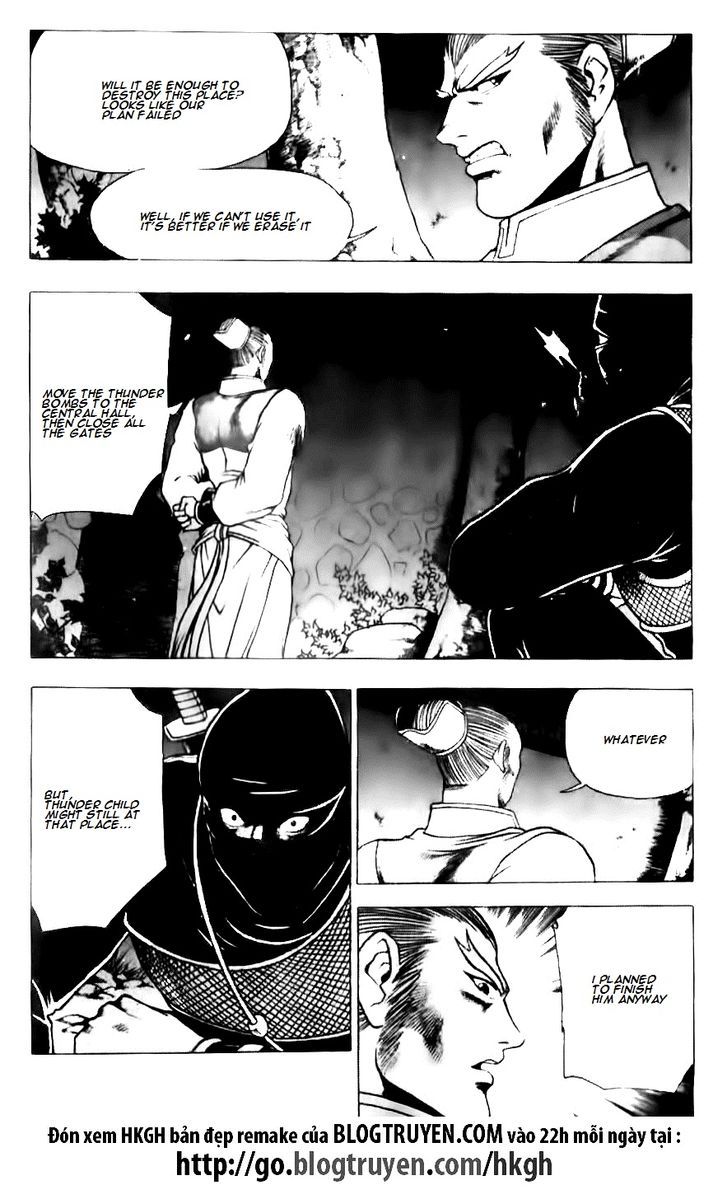 WILL IT BE ENOUGH TO
DESTROY THIS PLACE?
LOOKS LIKE OUR
PLAN FAILED
WELL, IF WE CAN'T USE IT,
IT'S BETTER IF WE ERASE IT
MOVE THE THUNDER
BOMBS TO THE
CENTRAL HALL,
THEN CLOSE ALL
THE GATES
BUT,
THUNDER CHILD
MIGHT STILL AT
THAT PLACE...
WHATEVER
I PLANNED
TO FINISH
HIM ANYWAY
Đón xem HKGH bản đẹp remake của BLOGTRUYEN.COM vào 22h mỗi ngày tại :
http://go.blogtruyen.com/hkgh